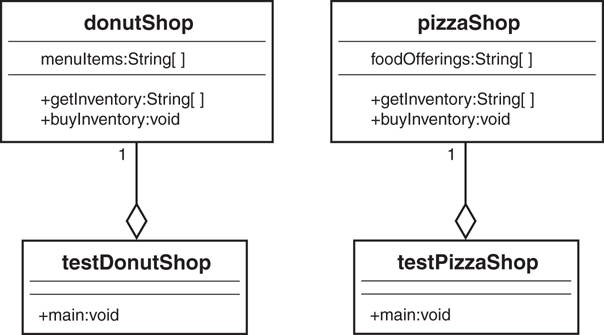 donutShop
menuItems:String[ ]
+getInventory:String[ ]
+buyInventory:void
1
testDonutShop
+main:void
pizzaShop
foodOfferings:String[ ]
+getInventory:String[ ]
+buyInventory:void
1
testPizzaShop
+main:void